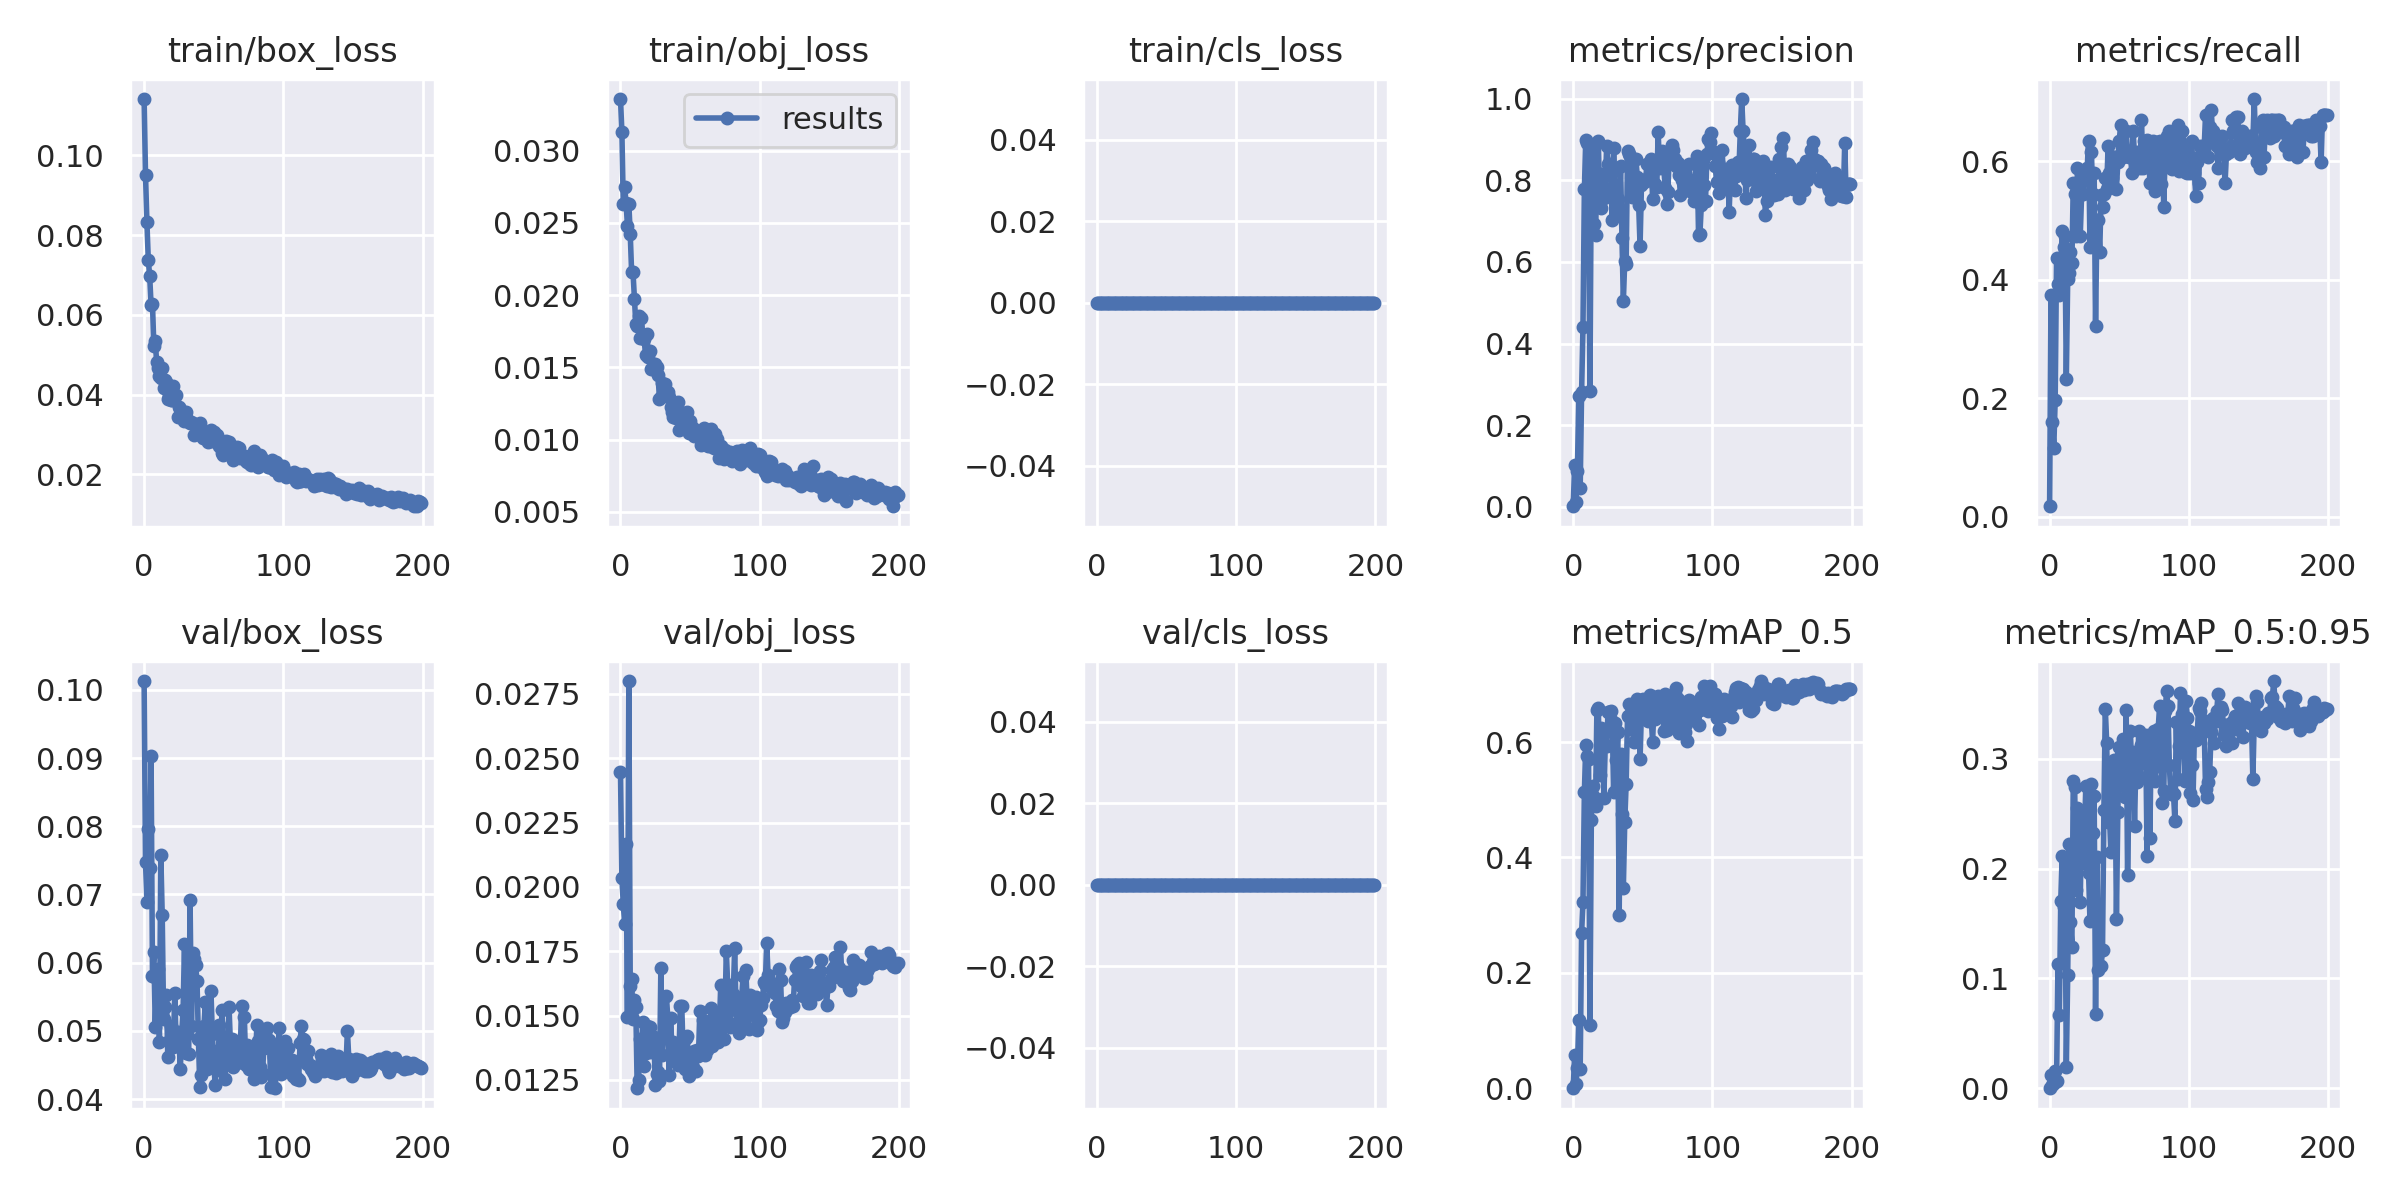 train/box_loss
0.10
0.08
0.06
0.04
0.02
0 100 200
train/obj_loss
results
0.030
0.025
0.020
0.015
0.010
0.005
0 100 200
train/cls_loss
0.04
0.02
0.00
−0.02
−0.04
0 100 200
metrics/precision
1.0
0.8
0.6
0.4
0.2
0.0
0 100 200
metrics/recall
0.6
0.4
0.2
0.0
0 100 200
val/box_loss
0.10
0.09
0.08
0.07
0.06
0.05
0.04
0 100 200
val/obj_loss
0.0275
0.0250
0.0225
0.0200
0.0175
0.0150
0.0125
0 100 200
val/cls_loss
0.04
0.02
0.00
−0.02
−0.04
0 100 200
metrics/mAP_0.5
0.6
0.4
0.2
0.0
0 100 200
metrics/mAP_0.5:0.95
0.3
0.2
0.1
0.0
0 100 200